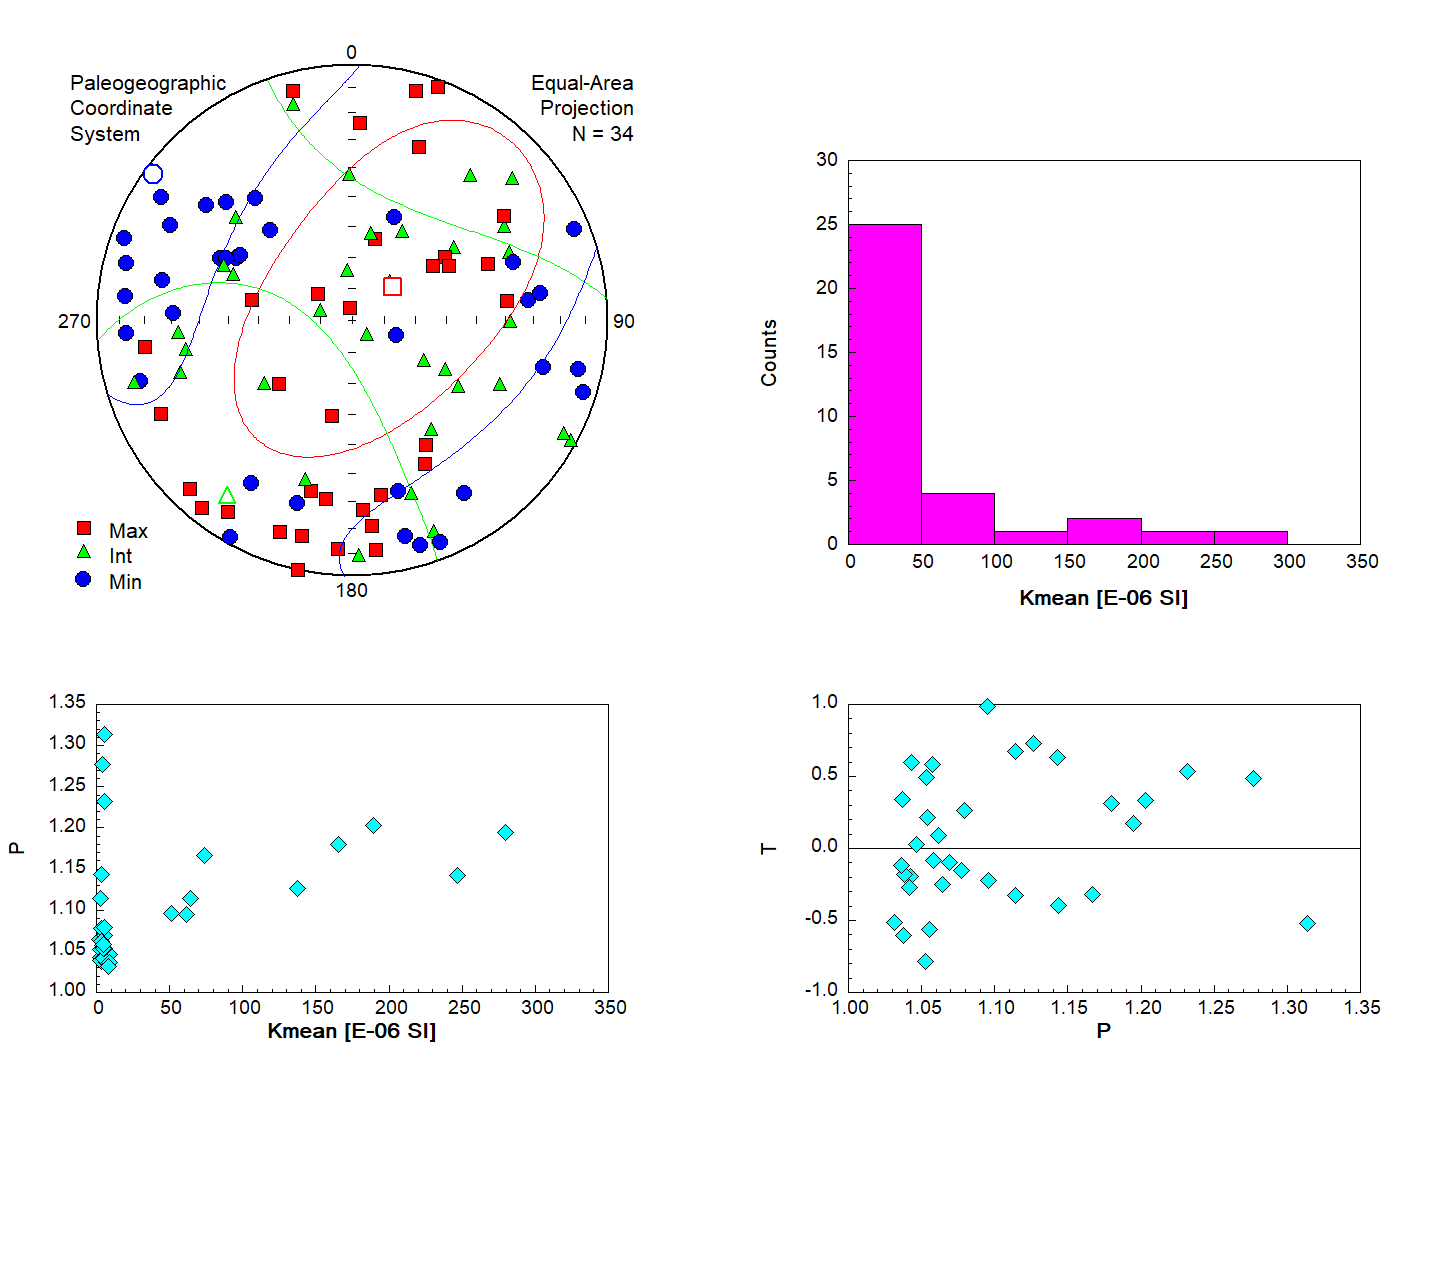 0
Paleogeographic
Coordinate
System
Equal-Area
Projection
N = 34
270
90
180
Max
Int
Min
30
25
20
15
10
5
0
Counts
0 50 100 150 200 250 300 350
Kmean [E-06 SI]
1.35
1.30
1.25
1.20
1.15
1.10
1.05
1.00
P
0 50 100 150 200 250 300 350
Kmean [E-06 SI]
1.0
0.5
0.0
-0.5
-1.0
T
1.00 1.05 1.10 1.15 1.20 1.25 1.30 1.35
P